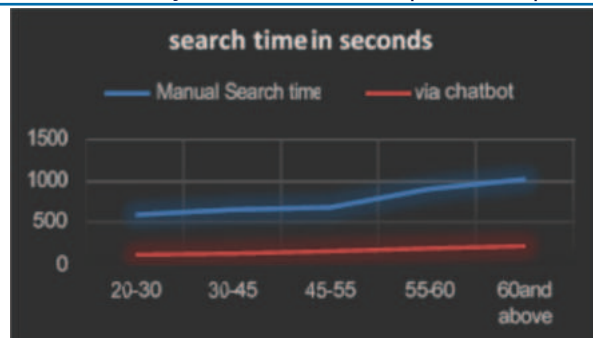 search time in seconds
Manual Search time via chatbot
1500
1000
500
0
20-30 30-45 45-55 55-60 60and above